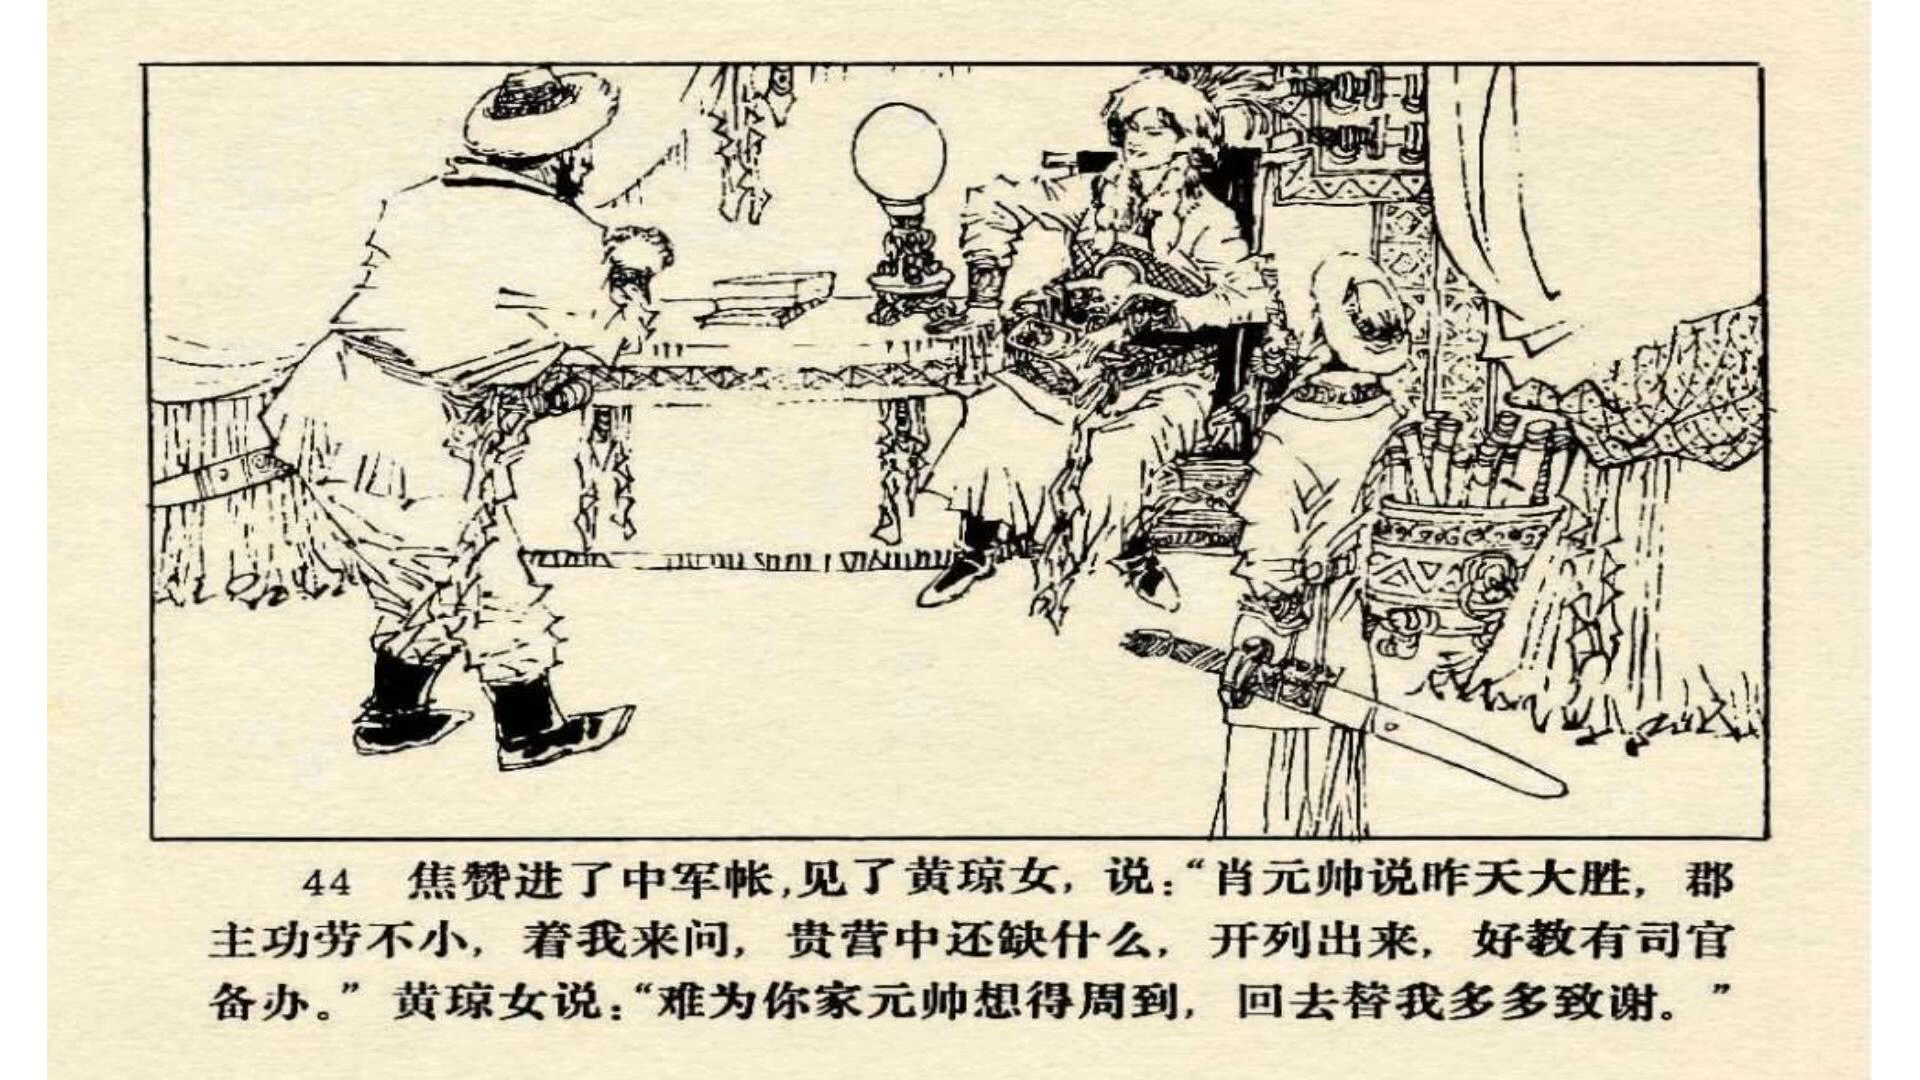 44 焦赞进了中军帐,见了黄琼女，说：“肖元帅说昨天大胜，郡
主功劳不小，着我来问，贵营中还缺什么，开列出来，好教有司官
备办。”黄琼女说：“难为你家元帅想得周到，回去替我多多致谢。”